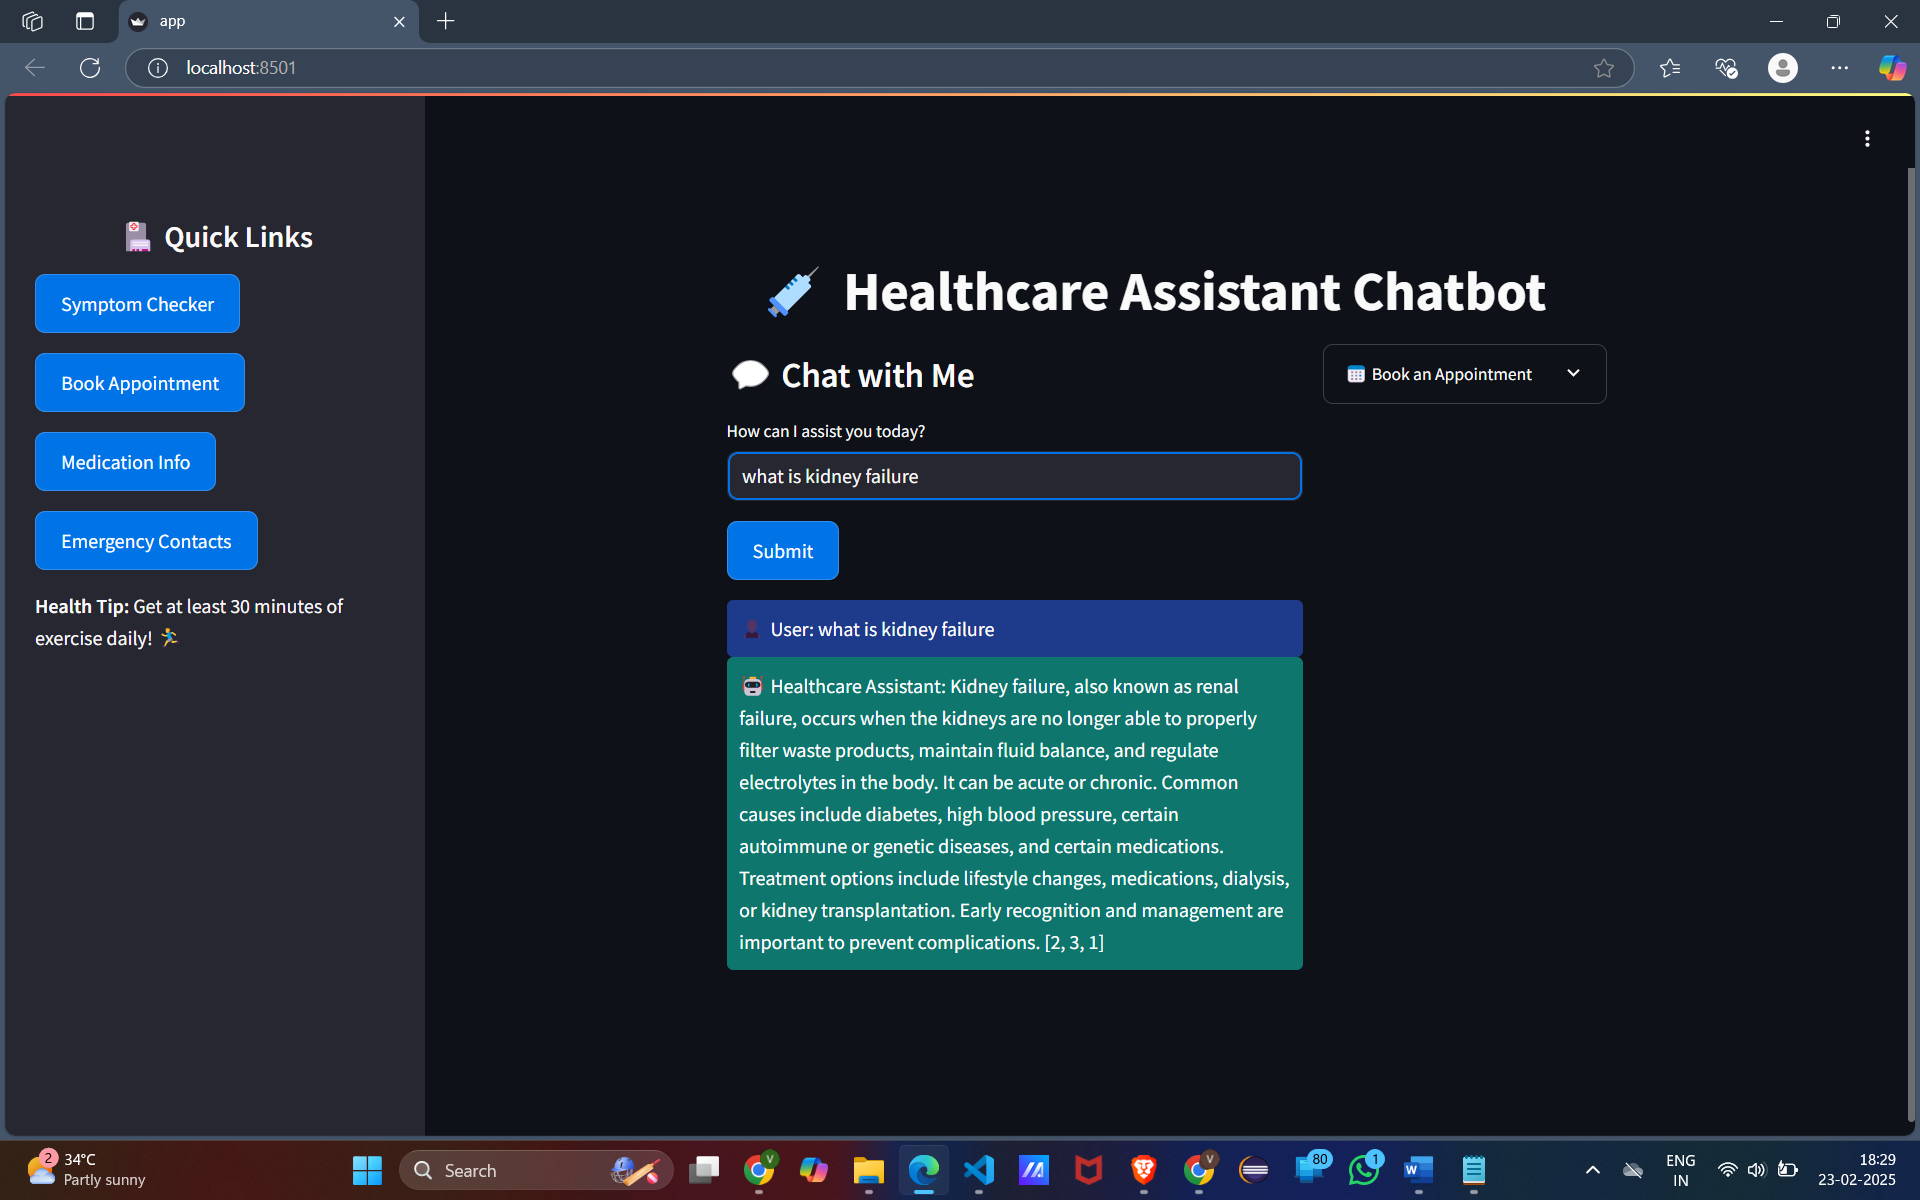 app
localhost:8501
Quick Links
Symptom Checker
Book Appointment
Medication Info
Emergency Contacts
Health Tip: Get at least 30 minutes of
exercise daily!
Healthcare Assistant Chatbot
Chat with Me
Book an Appointment
How can I assist you today?
what is kidney failure
Submit
User: what is kidney failure
Healthcare Assistant: Kidney failure, also known as renal
failure, occurs when the kidneys are no longer able to properly
filter waste products, maintain fluid balance, and regulate
electrolytes in the body. It can be acute or chronic. Common
causes include diabetes, high blood pressure, certain
autoimmune or genetic diseases, and certain medications.
Treatment options include lifestyle changes, medications, dialysis,
or kidney transplantation. Early recognition and management are
important to prevent complications. [2, 3, 1]
2
34°C
Partly sunny
Search
V
V
80
1
W
ENG
IN
18:29
23-02-2025